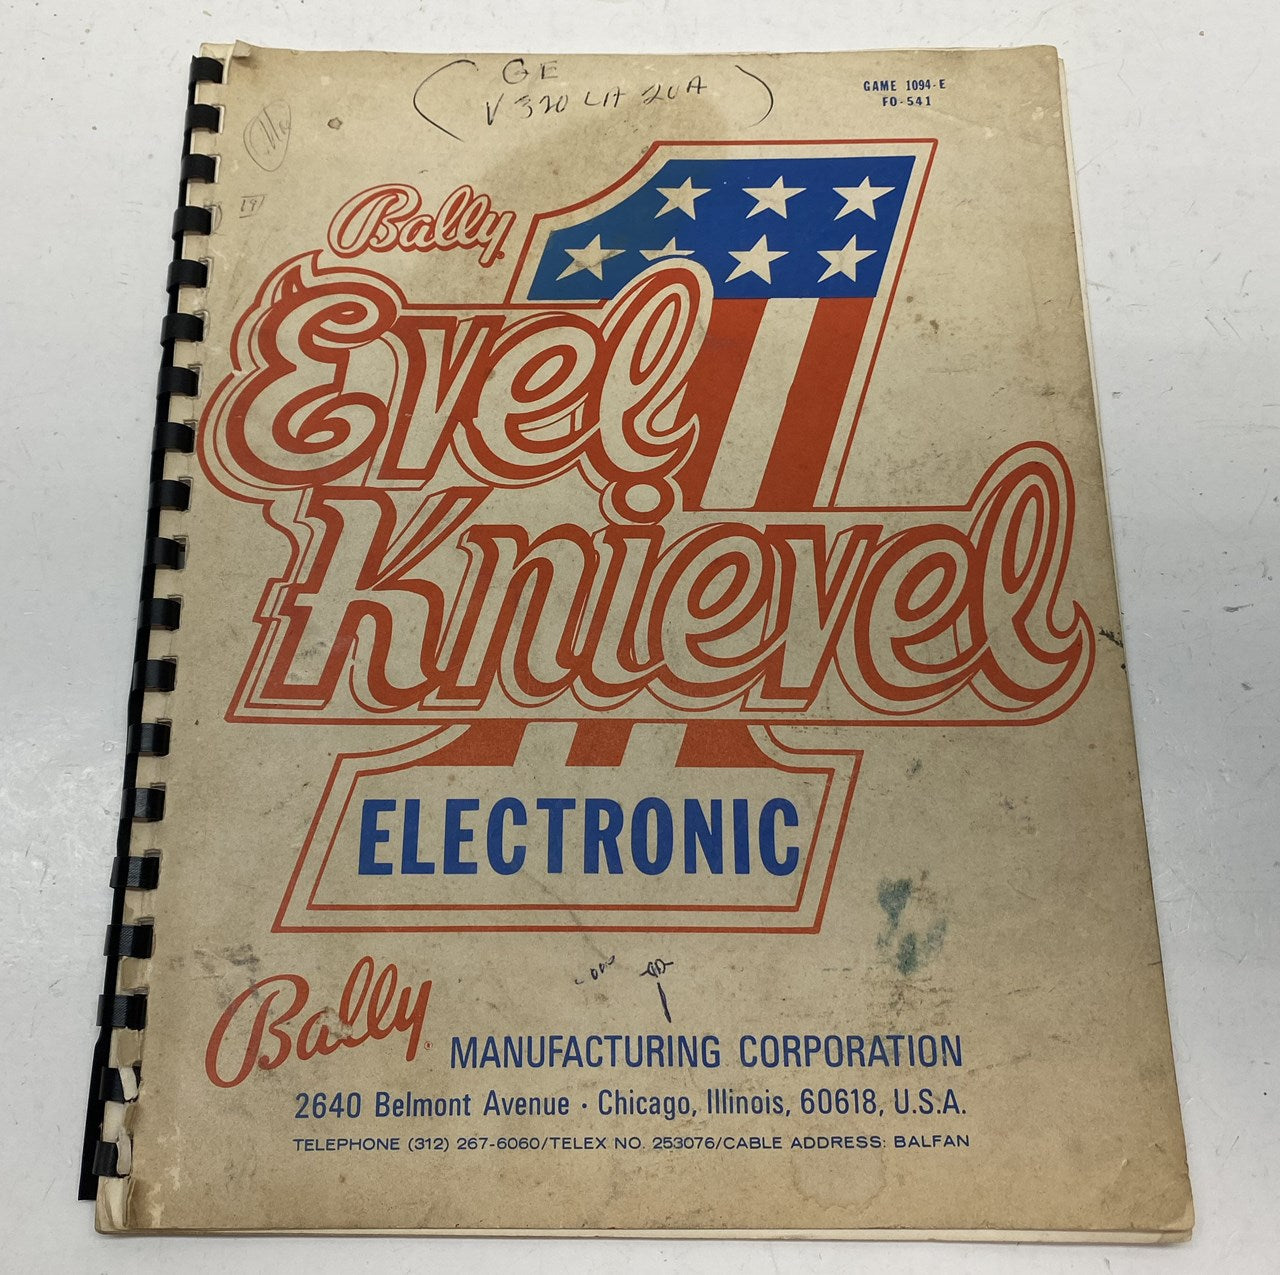 GE
V 320 LA 20A
GAME 1094-E
FO-541
Bally
Evel
Knievel
ELECTRONIC
Bally MANUFACTURING CORPORATION
2640 Belmont Avenue · Chicago, Illinois, 60618, U.S.A.
TELEPHONE (312) 267-6060/TELEX NO. 253076/CABLE ADDRESS: BALFAN